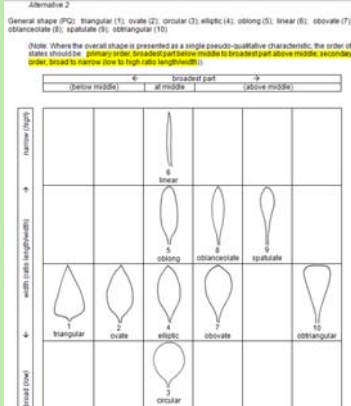 Alternative 2
General shape (PQ): triangular (1); ovate (2); circular (3); elliptic (4); oblong (5); linear (6); obovate (7);
oblanceolate (8); spatulate (9); obtriangular (10)
(Note: Where the overall shape is presented as a single pseudo-qualitative characteristic, the order of
states should be: primary order, broadest part below middle to broadest part above middle; secondary
order, broad to narrow (low to high ratio length/width)).
← broadest part →
(below middle) at middle (above middle)
narrow (high)
→
width (ratio length/width)
←
broad (low)
6
linear
5
oblong
8
oblanceolate
9
spatulate
1
triangular
2
ovate
4
elliptic
7
obovate
10
obtriangular
3
circular